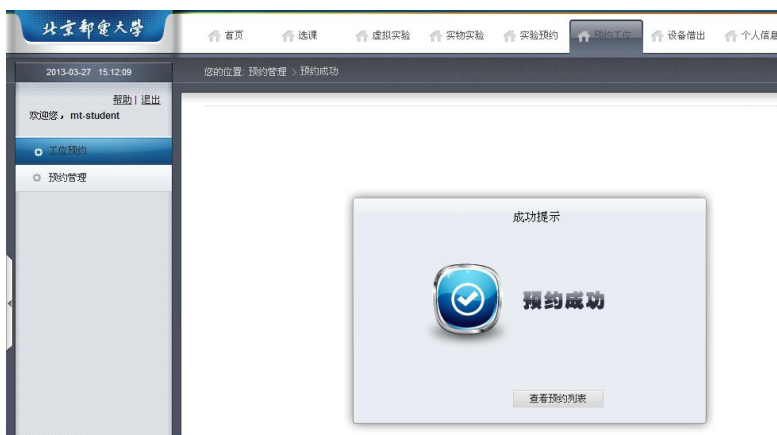 北京邮电大学
首页 选课 虚拟实验 实物实验 实验预约 预约工位 设备借出 个人信息
2013-03-27 15:12:09
您的位置: 预约管理 > 预约成功
帮助 | 退出
欢迎您，mt-student
工位预约
预约管理
成功提示
预约成功
查看预约列表